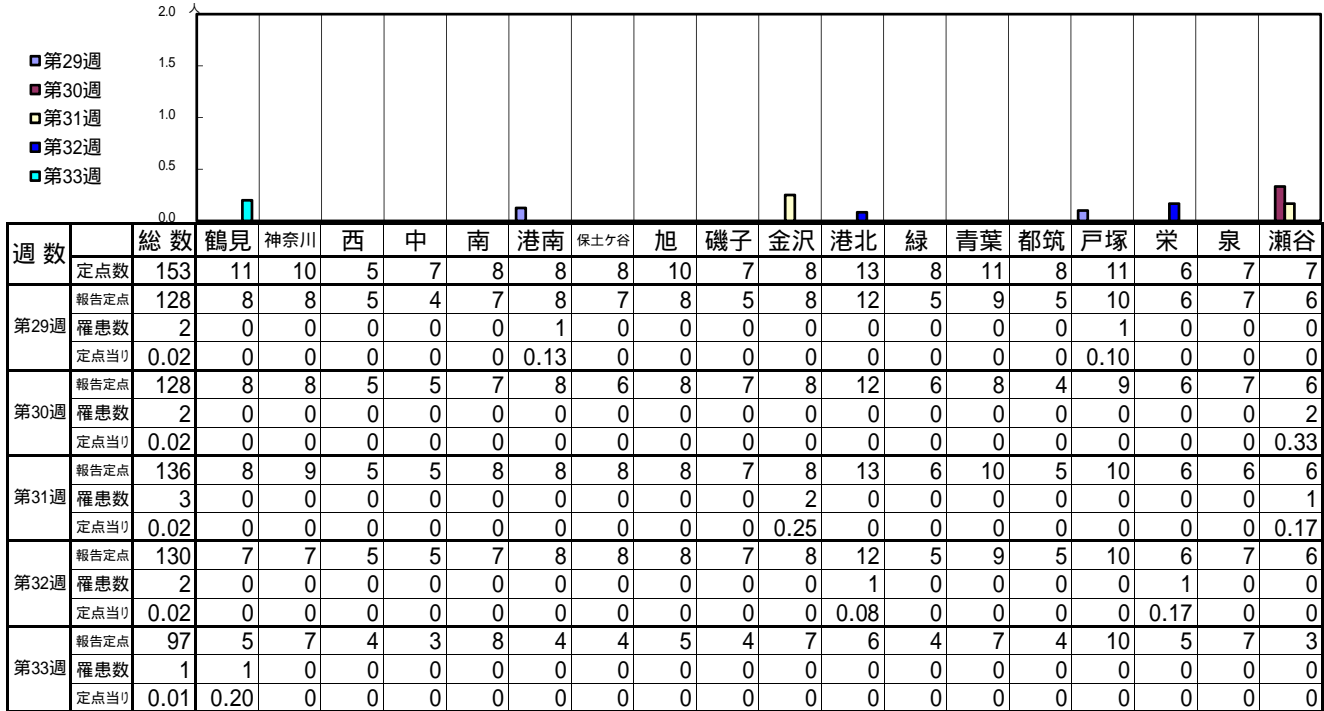 2.0 人
1.5
1.0
0.5
0.0
第29週
第30週
第31週
第32週
第33週
週数 総数 鶴見 神奈川 西 中 南 港南 保土ケ谷 旭 磯子 金沢 港北 緑 青葉 都筑 戸塚 栄 泉 瀬谷
定点数 153 11 10 5 7 8 8 8 10 7 8 13 8 11 8 11 6 7 7
第29週 報告定点 128 8 8 5 4 7 8 7 8 5 8 12 5 9 5 10 6 7 6
罹患数 2 0 0 0 0 0 1 0 0 0 0 0 0 0 0 1 0 0 0
定点当り 0.02 0 0 0 0 0 0.13 0 0 0 0 0 0 0 0 0.10 0 0 0
第30週 報告定点 128 8 8 5 5 7 8 6 8 7 8 12 6 8 4 9 6 7 6
罹患数 2 0 0 0 0 0 0 0 0 0 0 0 0 0 0 0 0 0 2
定点当り 0.02 0 0 0 0 0 0 0 0 0 0 0 0 0 0 0 0 0 0.33
第31週 報告定点 136 8 9 5 5 8 8 8 8 7 8 13 6 10 5 10 6 6 6
罹患数 3 0 0 0 0 0 0 0 0 0 2 0 0 0 0 0 0 0 1
定点当り 0.02 0 0 0 0 0 0 0 0 0 0.25 0 0 0 0 0 0 0 0.17
第32週 報告定点 130 7 7 5 5 7 8 8 8 7 8 12 5 9 5 10 6 7 6
罹患数 2 0 0 0 0 0 0 0 0 0 0 1 0 0 0 0 1 0 0
定点当り 0.02 0 0 0 0 0 0 0 0 0 0 0.08 0 0 0 0 0.17 0 0
第33週 報告定点 97 5 7 4 3 8 4 4 5 4 7 6 4 7 4 10 5 7 3
罹患数 1 1 0 0 0 0 0 0 0 0 0 0 0 0 0 0 0 0 0
定点当り 0.01 0.20 0 0 0 0 0 0 0 0 0 0 0 0 0 0 0 0 0